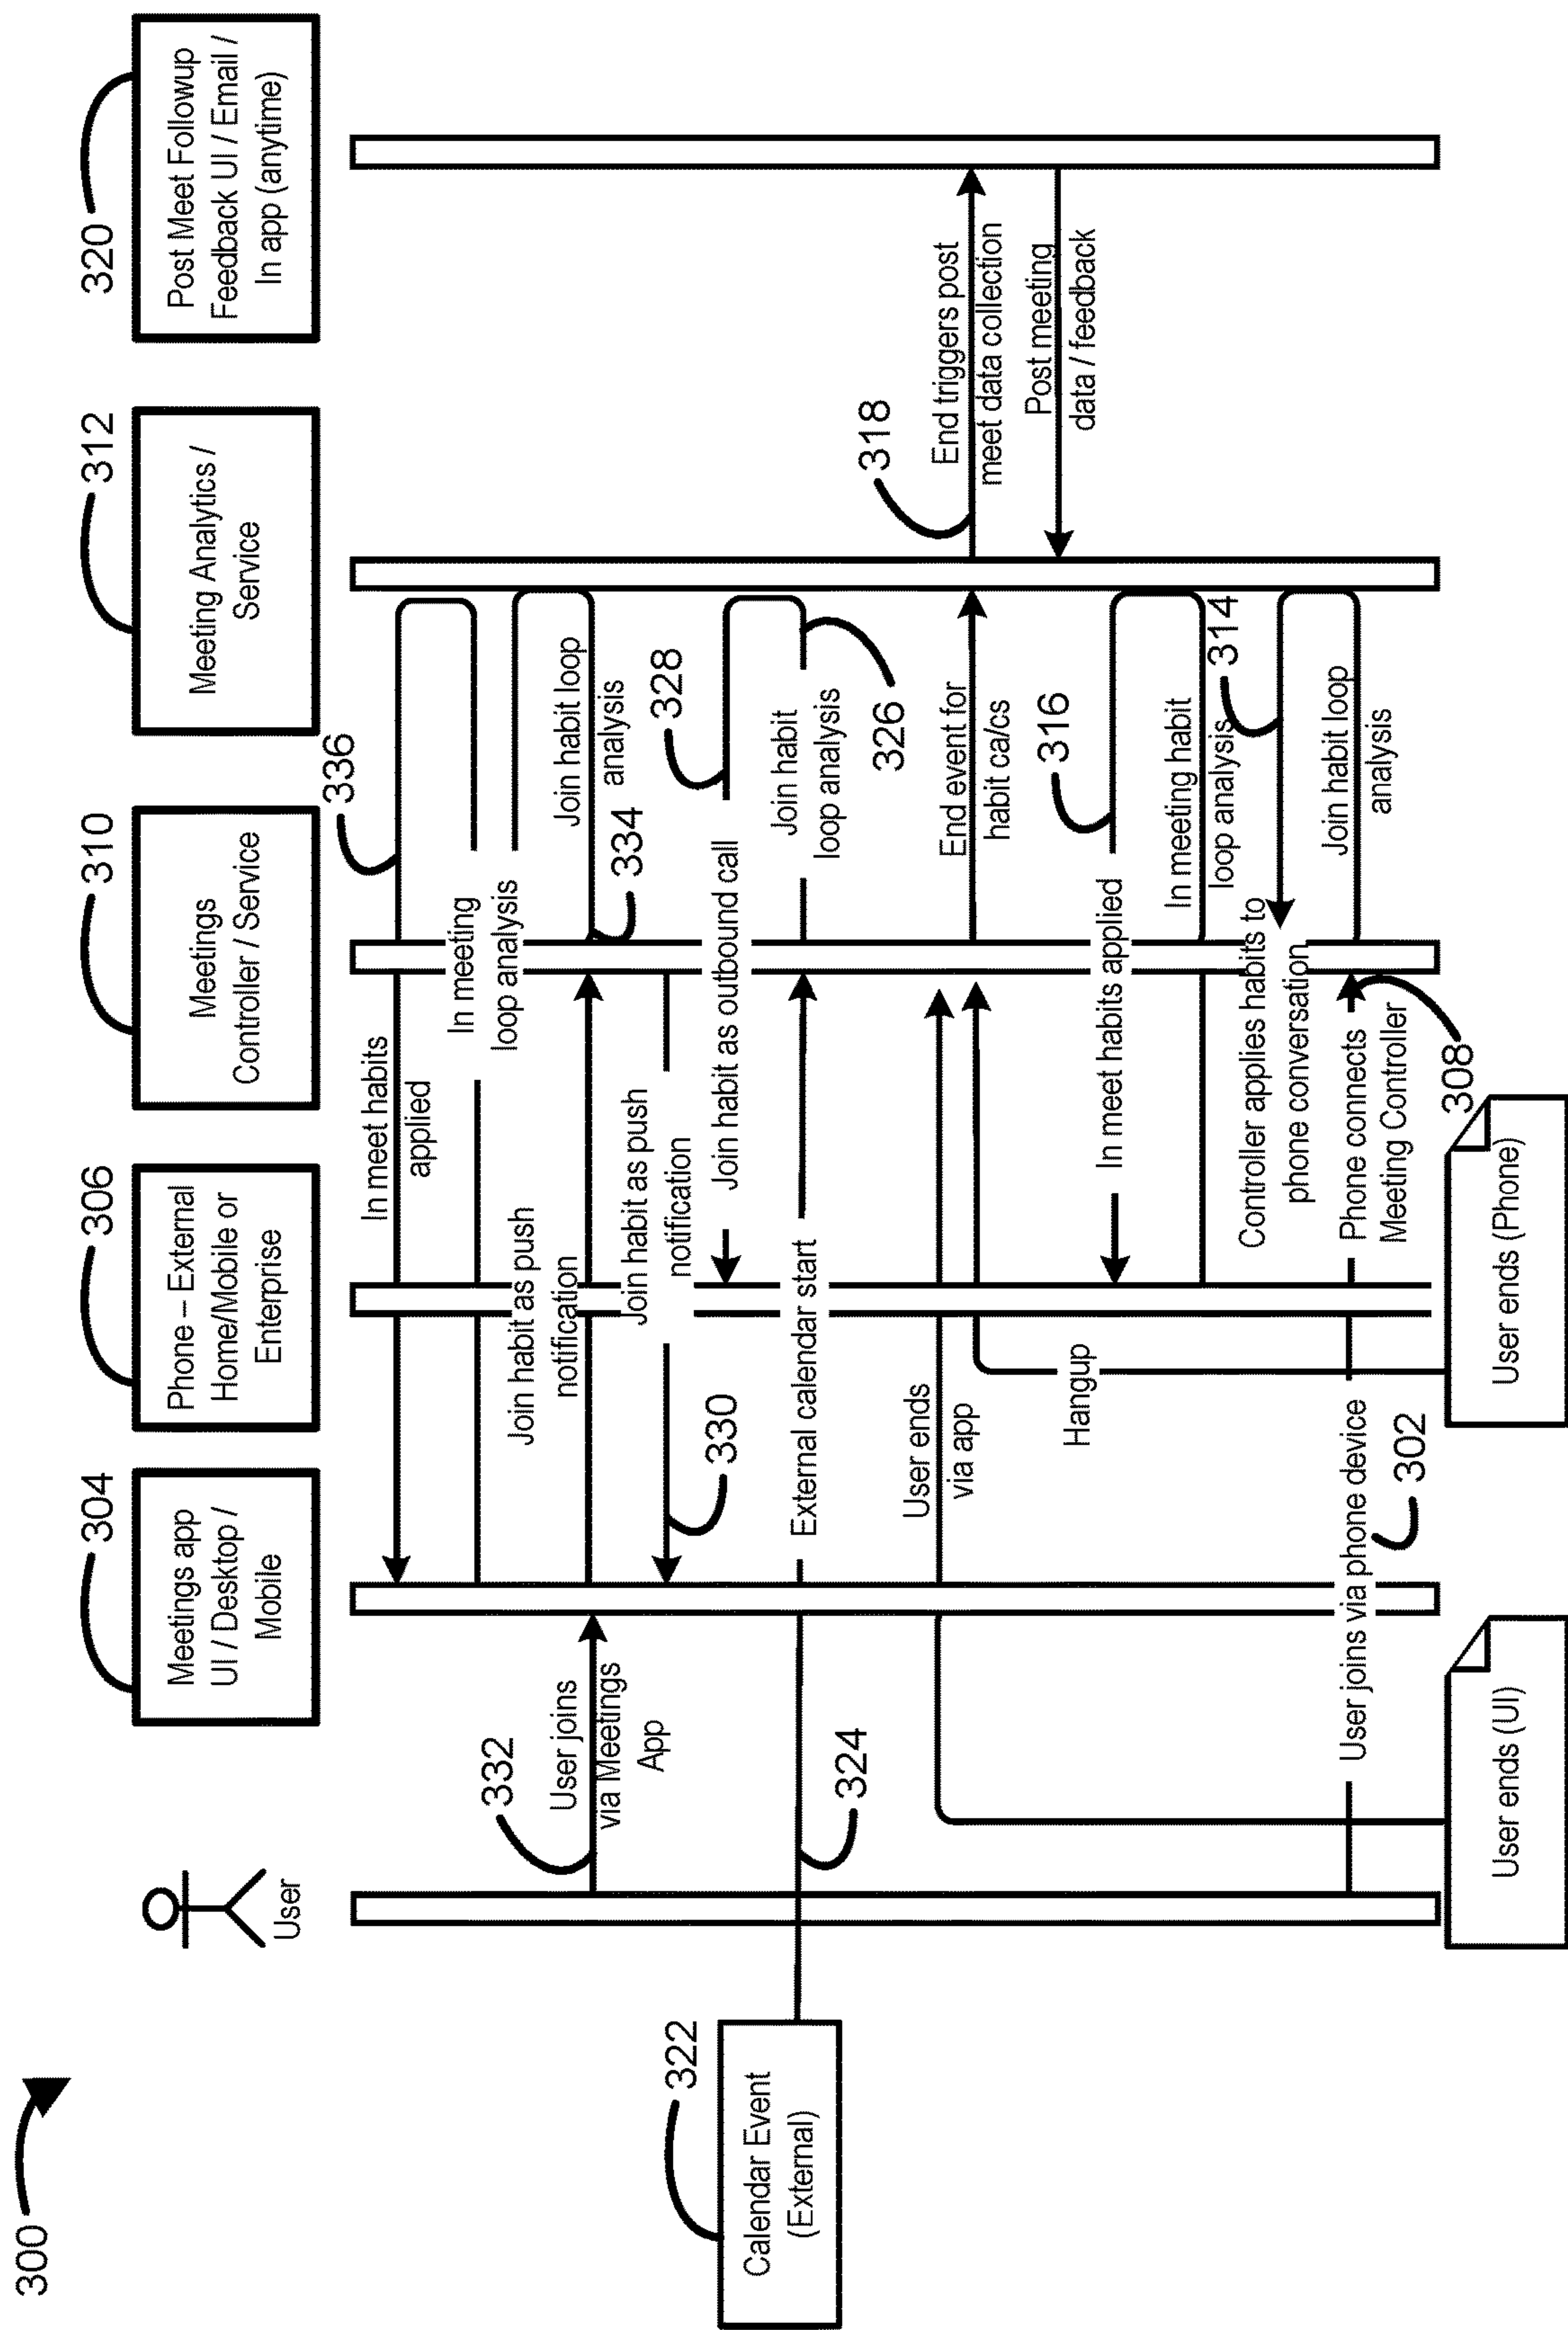 300
User
304
Meetings app
UI / Desktop /
Mobile
306
Phone – External
Home/Mobile or
Enterprise
310
Meetings
Controller / Service
312
Meeting Analytics /
Service
320
Post Meet Followup
Feedback UI / Email /
In app (anytime)
336
In meet habits
applied
In meeting
loop analysis
332
User joins
via Meetings
App
Join habit as push
notification
334
Join habit loop
analysis
Join habit as push
notification
330
328
Join habit as outbound call
322
Calendar Event
(External)
324
External calendar start
Join habit
loop analysis
326
User ends
via app
Hangup
End event for
habit ca/cs
318
End triggers post
meet data collection
Post meeting
data / feedback
316
In meet habits applied
In meeting habit
loop analysis
314
Controller applies habits to
phone conversation
User joins via phone device
302
Phone connects
Meeting Controller
308
Join habit loop
analysis
User ends (UI)
User ends (Phone)